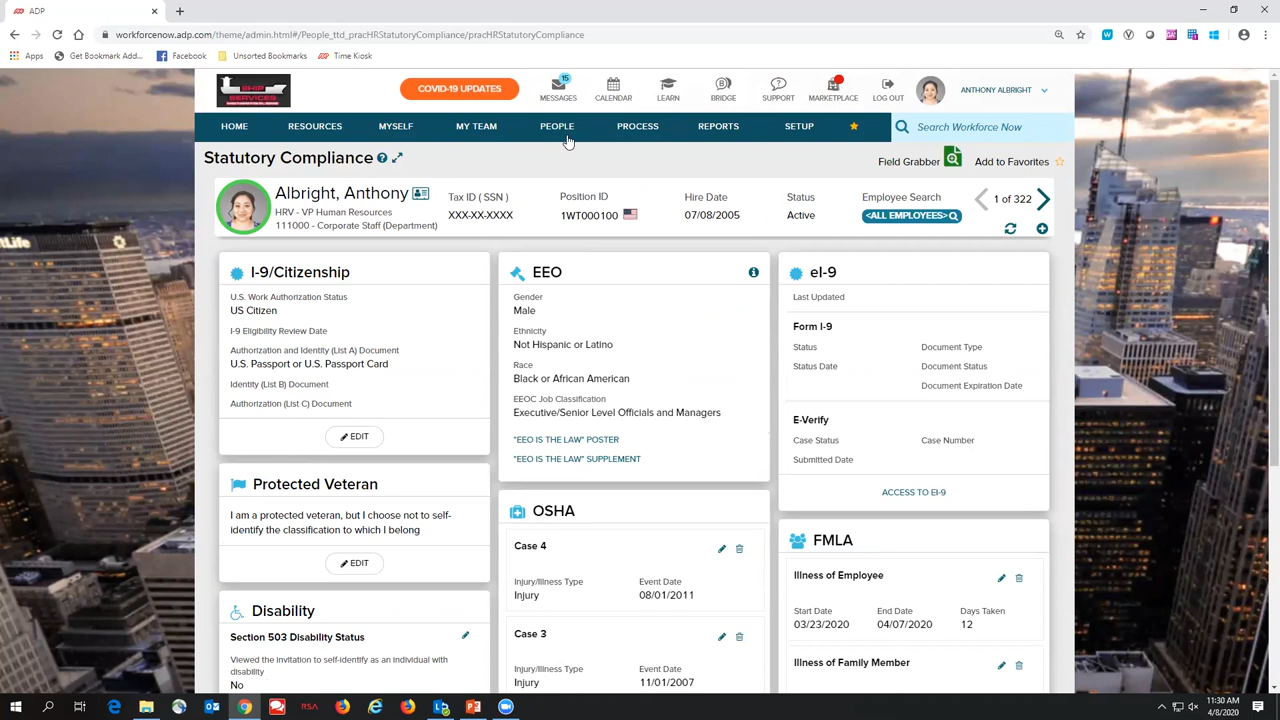 ADP
workforcenow.adp.com/theme/admin.html#/People_ttd_pracHRStatutoryCompliance/pracHRStatutoryCompliance
Apps
Get Bookmark Add...
Facebook
Unsorted Bookmarks
Time Kiosk
SHIP
SERVICES
COVID-19 UPDATES
15
MESSAGES
CALENDAR
LEARN
BRIDGE
SUPPORT
MARKETPLACE
LOG OUT
ANTHONY ALBRIGHT
HOME
RESOURCES
MYSELF
MY TEAM
PEOPLE
PROCESS
REPORTS
SETUP
Search Workforce Now
Statutory Compliance
Field Grabber
Add to Favorites
Albright, Anthony
HRV - VP Human Resources
111000 - Corporate Staff (Department)
Tax ID ( SSN )
XXX-XX-XXXX
Position ID
1WT000100
Hire Date
07/08/2005
Status
Active
Employee Search
<ALL EMPLOYEES>
1 of 322
I-9/Citizenship
U.S. Work Authorization Status
US Citizen
I-9 Eligibility Review Date
Authorization and Identity (List A) Document
U.S. Passport or U.S. Passport Card
Identity (List B) Document
Authorization (List C) Document
EDIT
Protected Veteran
I am a protected veteran, but I choose not to self-
identify the classification to which I belong
EDIT
Disability
Section 503 Disability Status
Viewed the invitation to self-identify as an individual with
disability
No
EEO
Gender
Male
Ethnicity
Not Hispanic or Latino
Race
Black or African American
EEOC Job Classification
Executive/Senior Level Officials and Managers
"EEO IS THE LAW" POSTER
"EEO IS THE LAW" SUPPLEMENT
OSHA
Case 4
Injury/Illness Type
Injury
Event Date
08/01/2011
Case 3
Injury/Illness Type
Injury
Event Date
11/01/2007
eI-9
Last Updated
Form I-9
Status
Document Type
Status Date
Document Status
Document Expiration Date
E-Verify
Case Status
Case Number
Submitted Date
ACCESS TO EI-9
FMLA
Illness of Employee
Start Date
03/23/2020
End Date
04/07/2020
Days Taken
12
Illness of Family Member
RSA
11:30 AM
4/8/2020